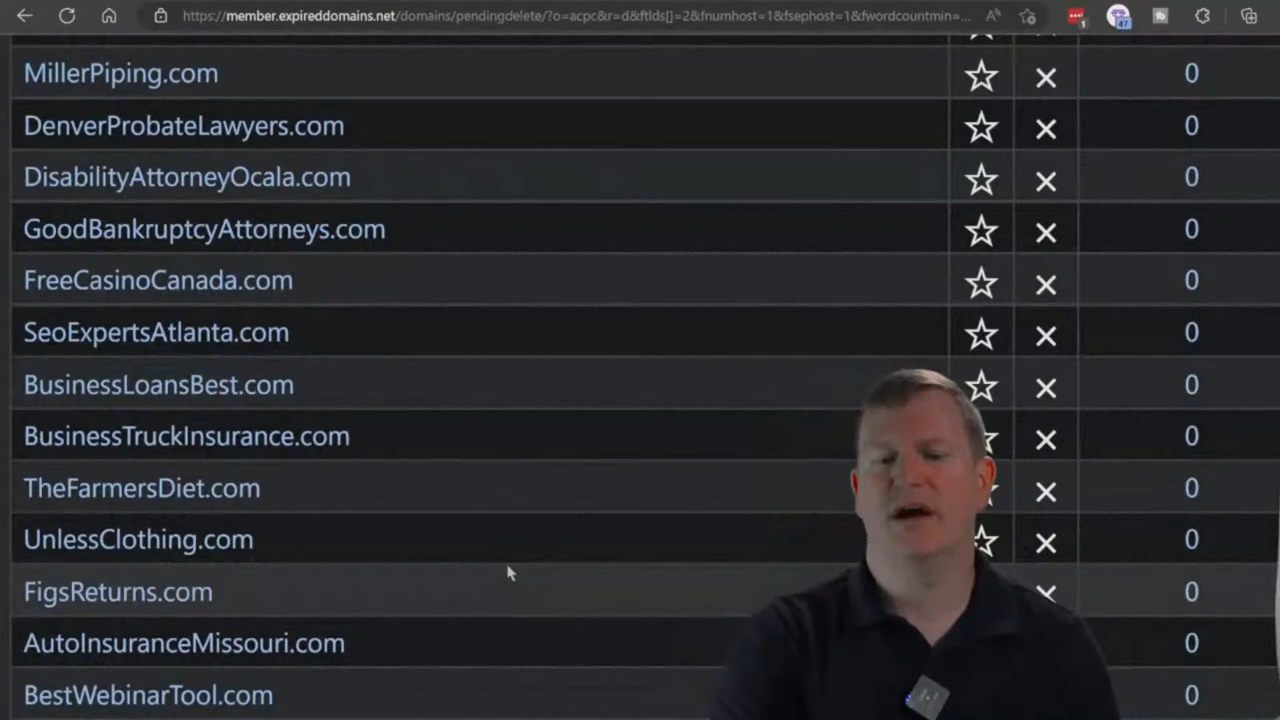 https://member.expireddomains.net/domains/pendingdelete/?o=acpc&r=d&ftlds[]=2&fnumhost=1&fsephost=1&fwordcountmin=...
1
47
MillerPiping.com 0
DenverProbateLawyers.com 0
DisabilityAttorneyOcala.com 0
GoodBankruptcyAttorneys.com 0
FreeCasinoCanada.com 0
SeoExpertsAtlanta.com 0
BusinessLoansBest.com 0
BusinessTruckInsurance.com 0
TheFarmersDiet.com 0
UnlessClothing.com 0
FigsReturns.com 0
AutoInsuranceMissouri.com 0
BestWebinarTool.com 0